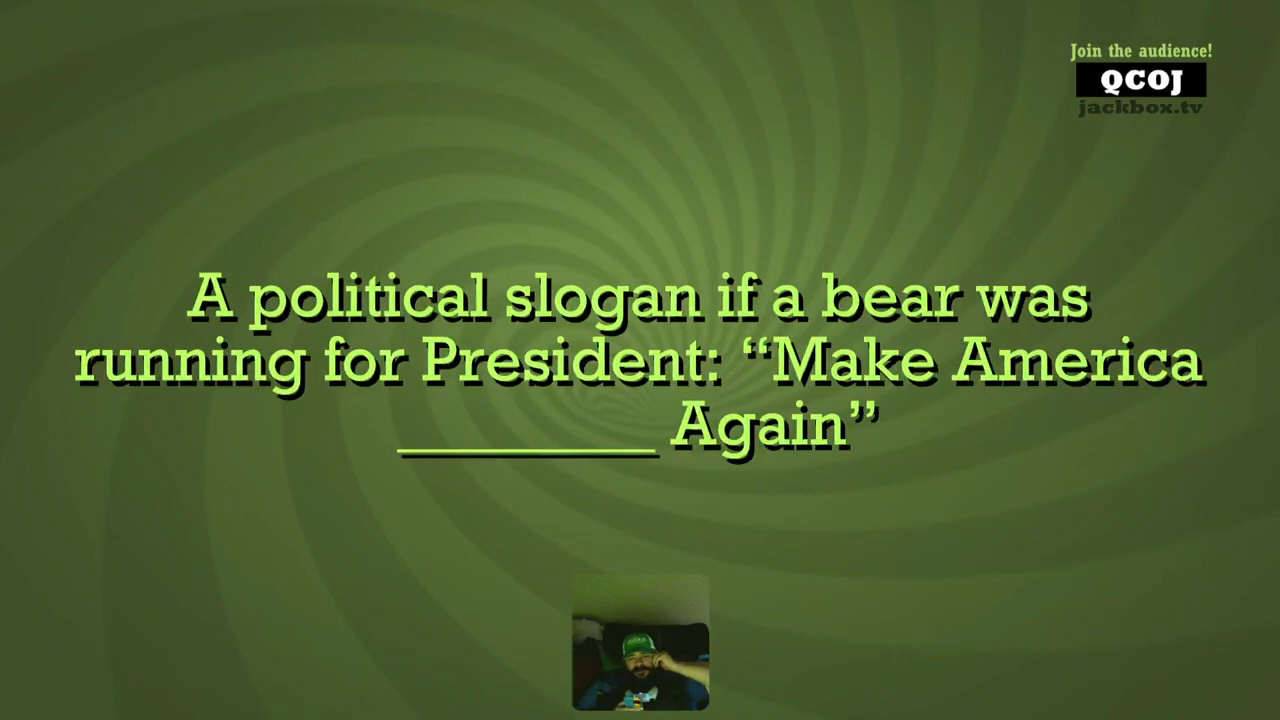 Join the audience!
QCOJ
jackbox.tv
A political slogan if a bear was
running for President: “Make America
_________ Again”